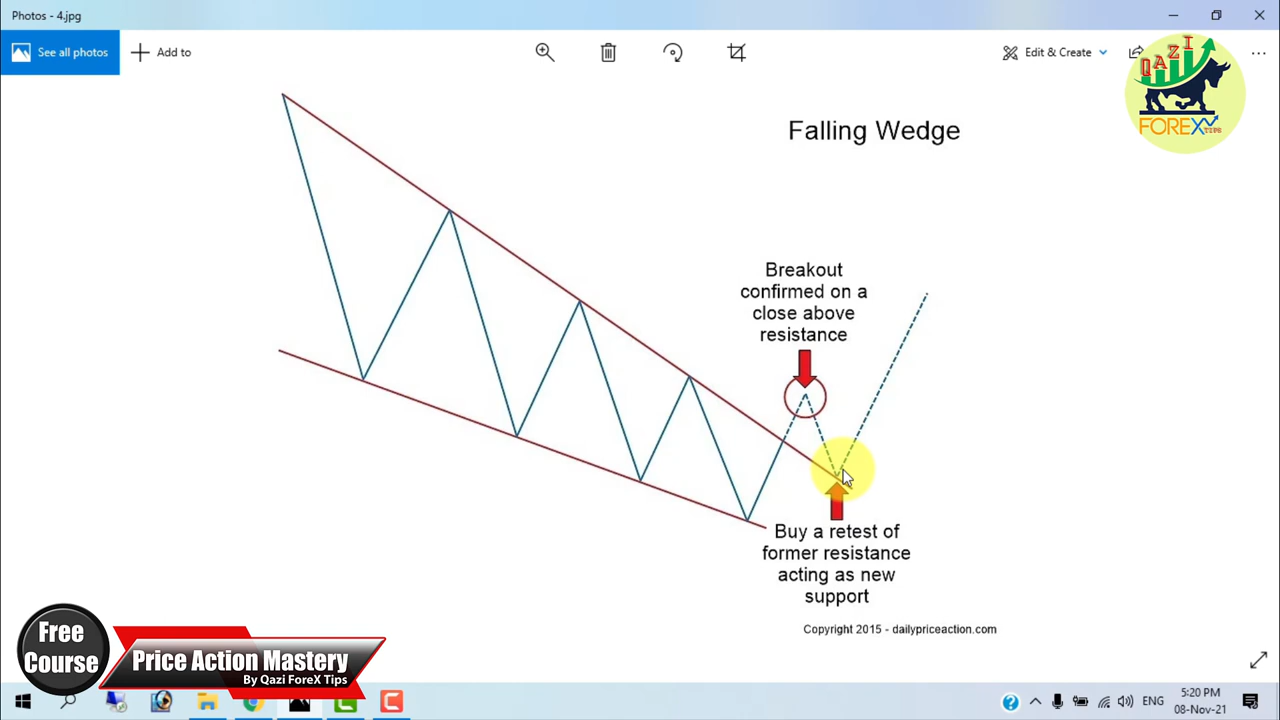 Photos - 4.jpg
See all photos
Add to
Edit & Create
QAZI
FOREX
TIPS
Falling Wedge
Breakout
confirmed on a
close above
resistance
Buy a retest of
former resistance
acting as new
support
Copyright 2015 - dailypriceaction.com
Free
Course
Price Action Mastery
By Qazi ForeX Tips
ENG
5:20 PM
08-Nov-21